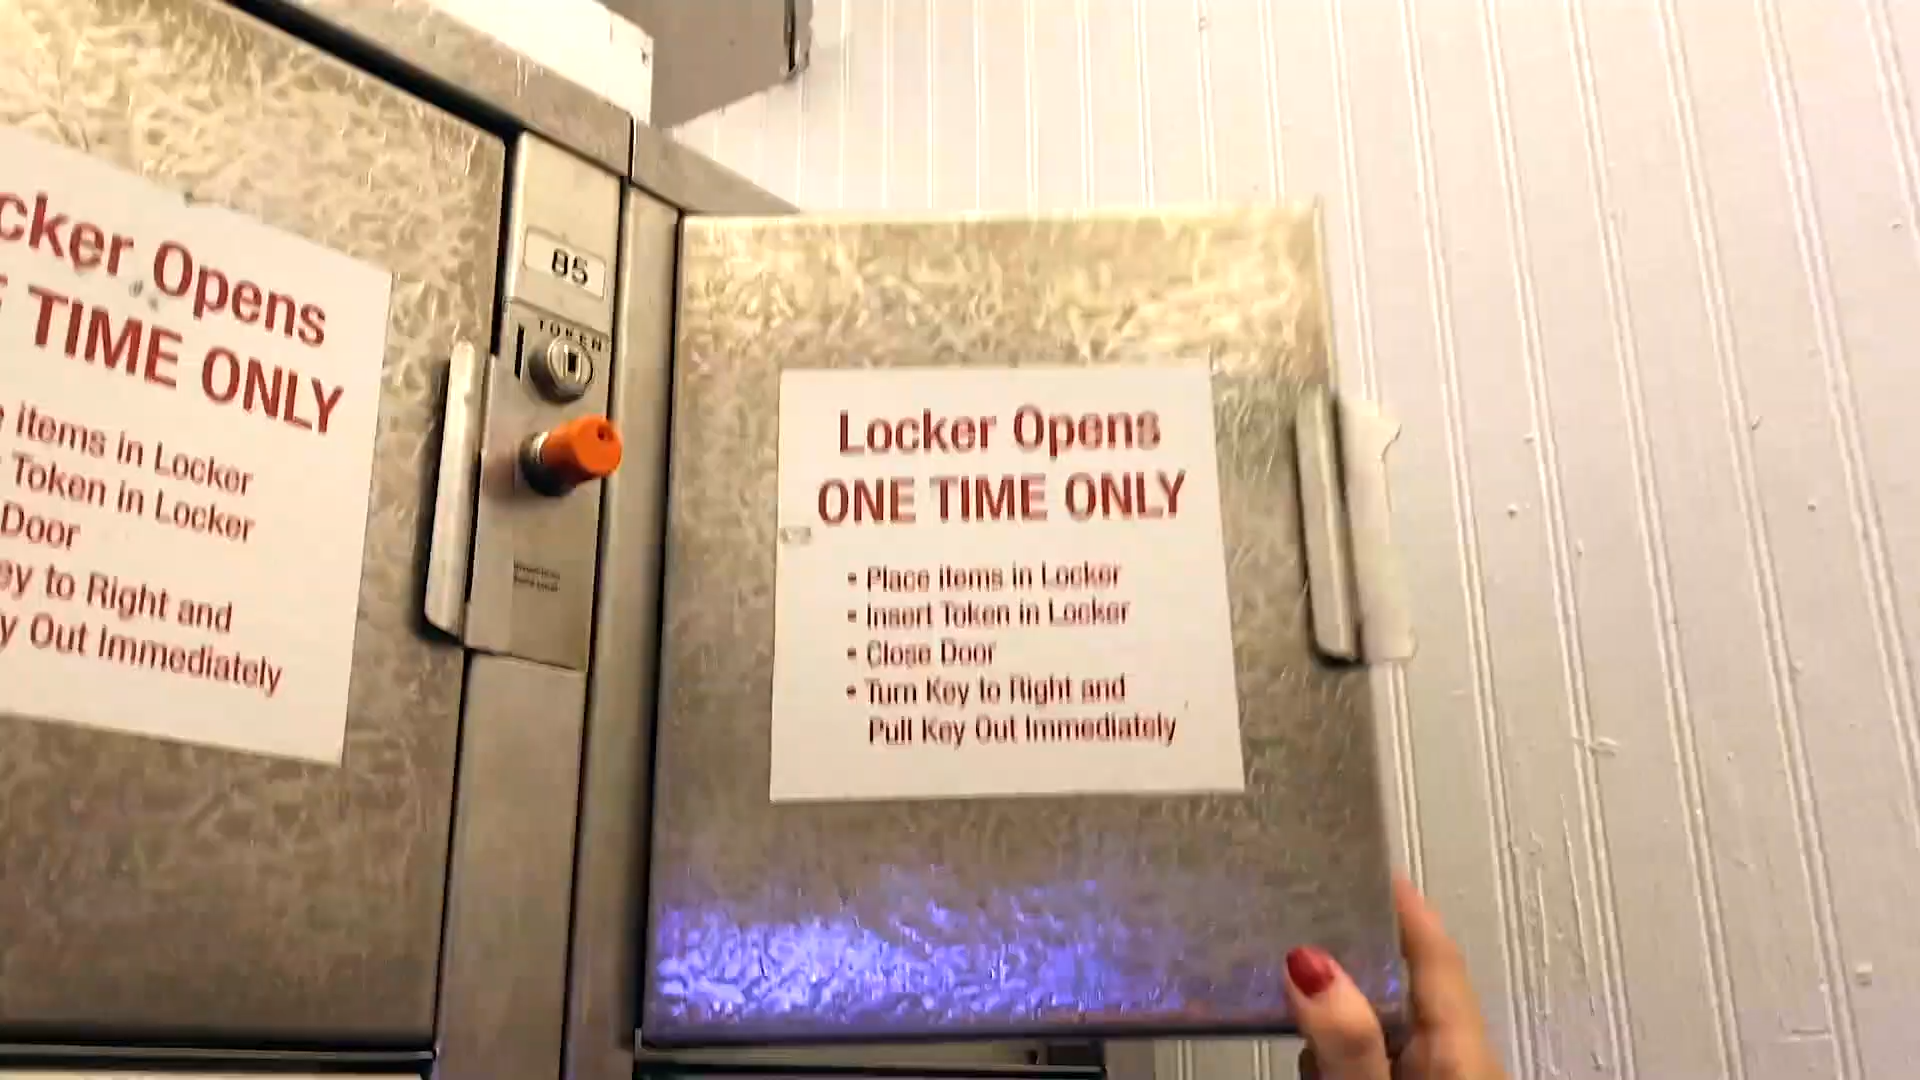 cker Opens
TIME ONLY
items in Locker
Token in Locker
Door
ey to Right and
y Out Immediately
85
TOKEN
Locker Opens
ONE TIME ONLY
• Place items in Locker
• Insert Token in Locker
• Close Door
• Turn Key to Right and
Pull Key Out Immediately